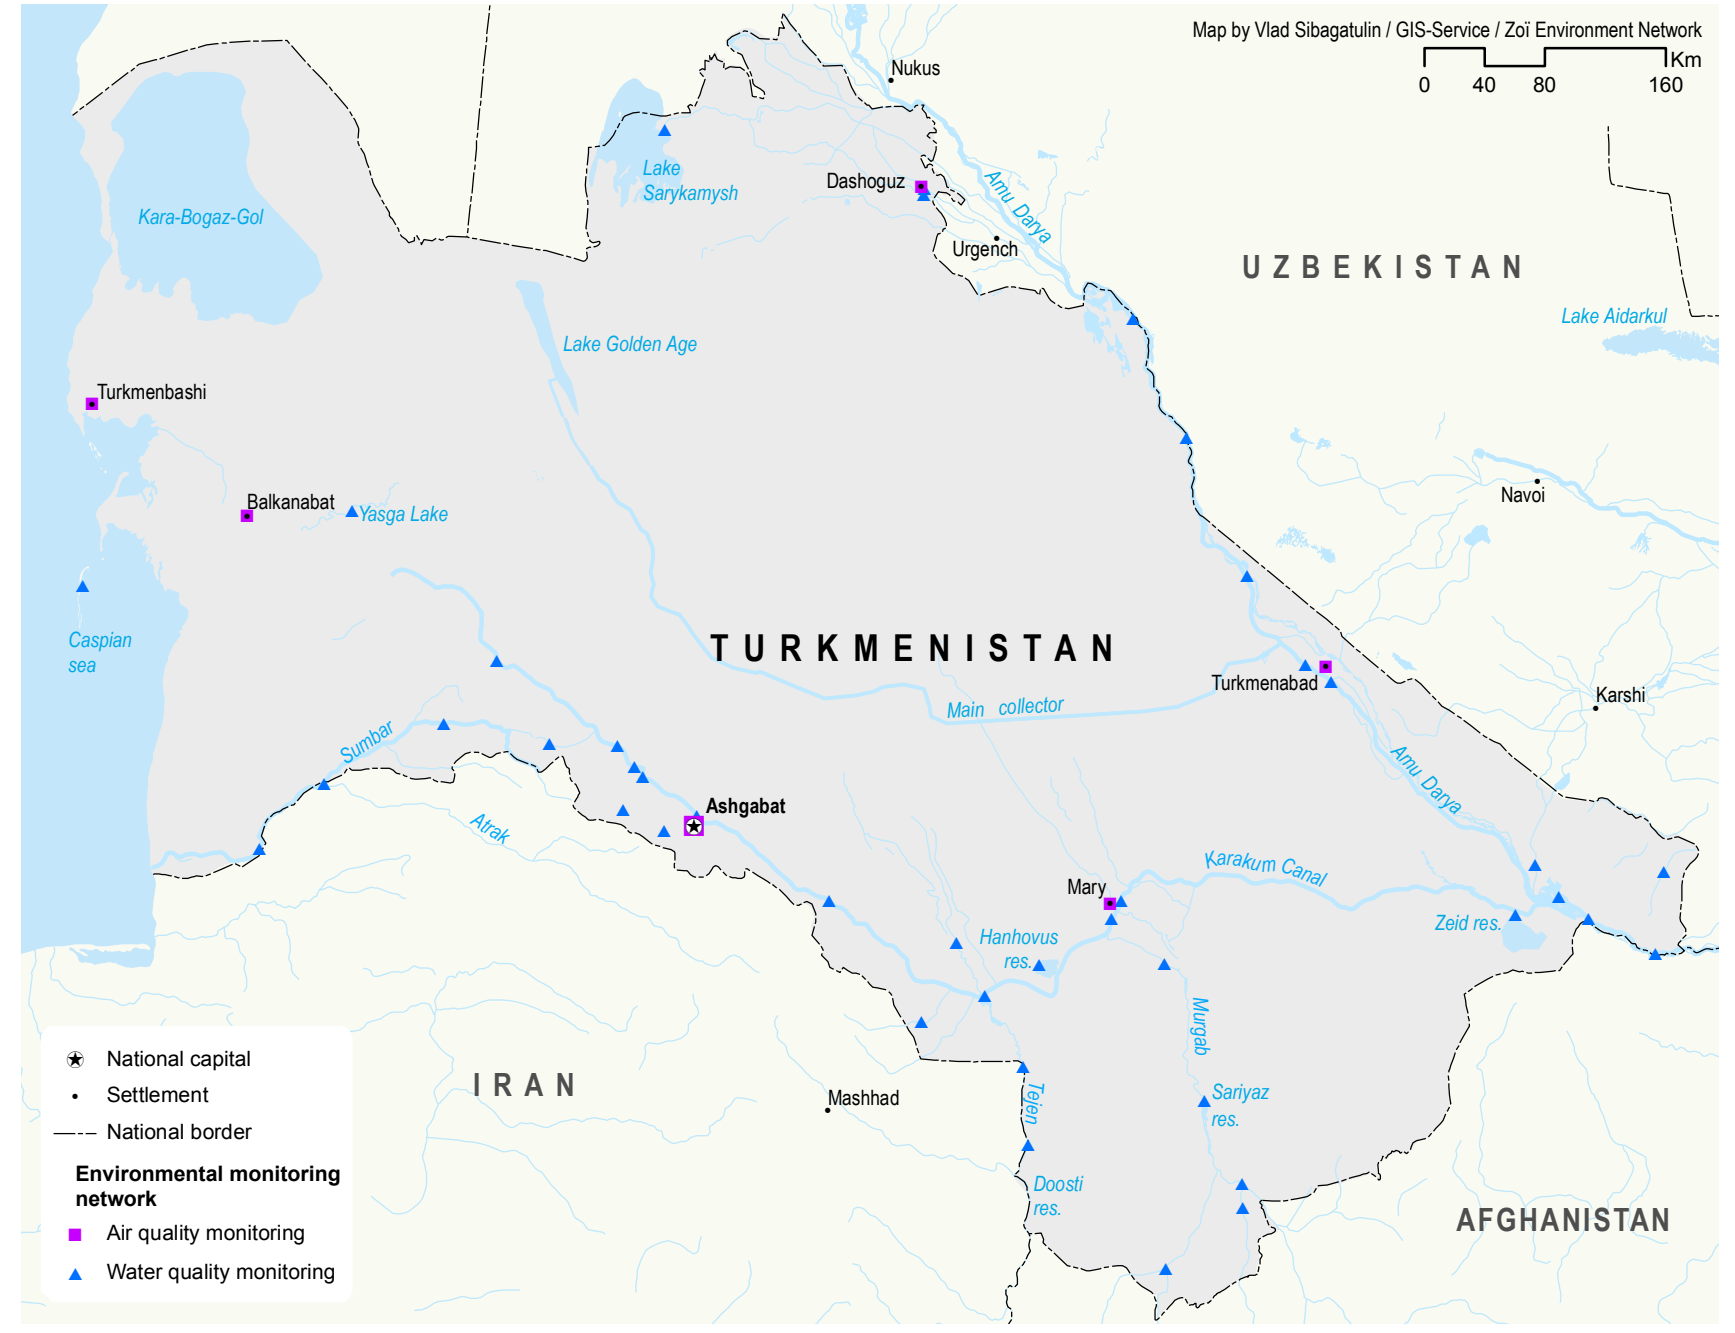 Map by Vlad Sibagatulin / GIS-Service / Zoï Environment Network
Km
0 40 80 160
Nukus
Lake
Sarykamysh
Dashoguz
Amu Darya
Kara-Bogaz-Gol
Urgench
UZBEKISTAN
Lake Aidarkul
Lake Golden Age
Turkmenbashi
Balkanabat
Yasga Lake
Navoi
Caspian
sea
TURKMENISTAN
Turkmenabad
Karshi
Main collector
Sumbar
Amu Darya
Ashgabat
Atrak
Karakum Canal
Mary
Zeid res.
Hanhovus
res.
Murgab
IRAN
Mashhad
Tejen
Sariyaz
res.
Doosti
res.
AFGHANISTAN
National capital
Settlement
National border
Environmental monitoring
network
Air quality monitoring
Water quality monitoring